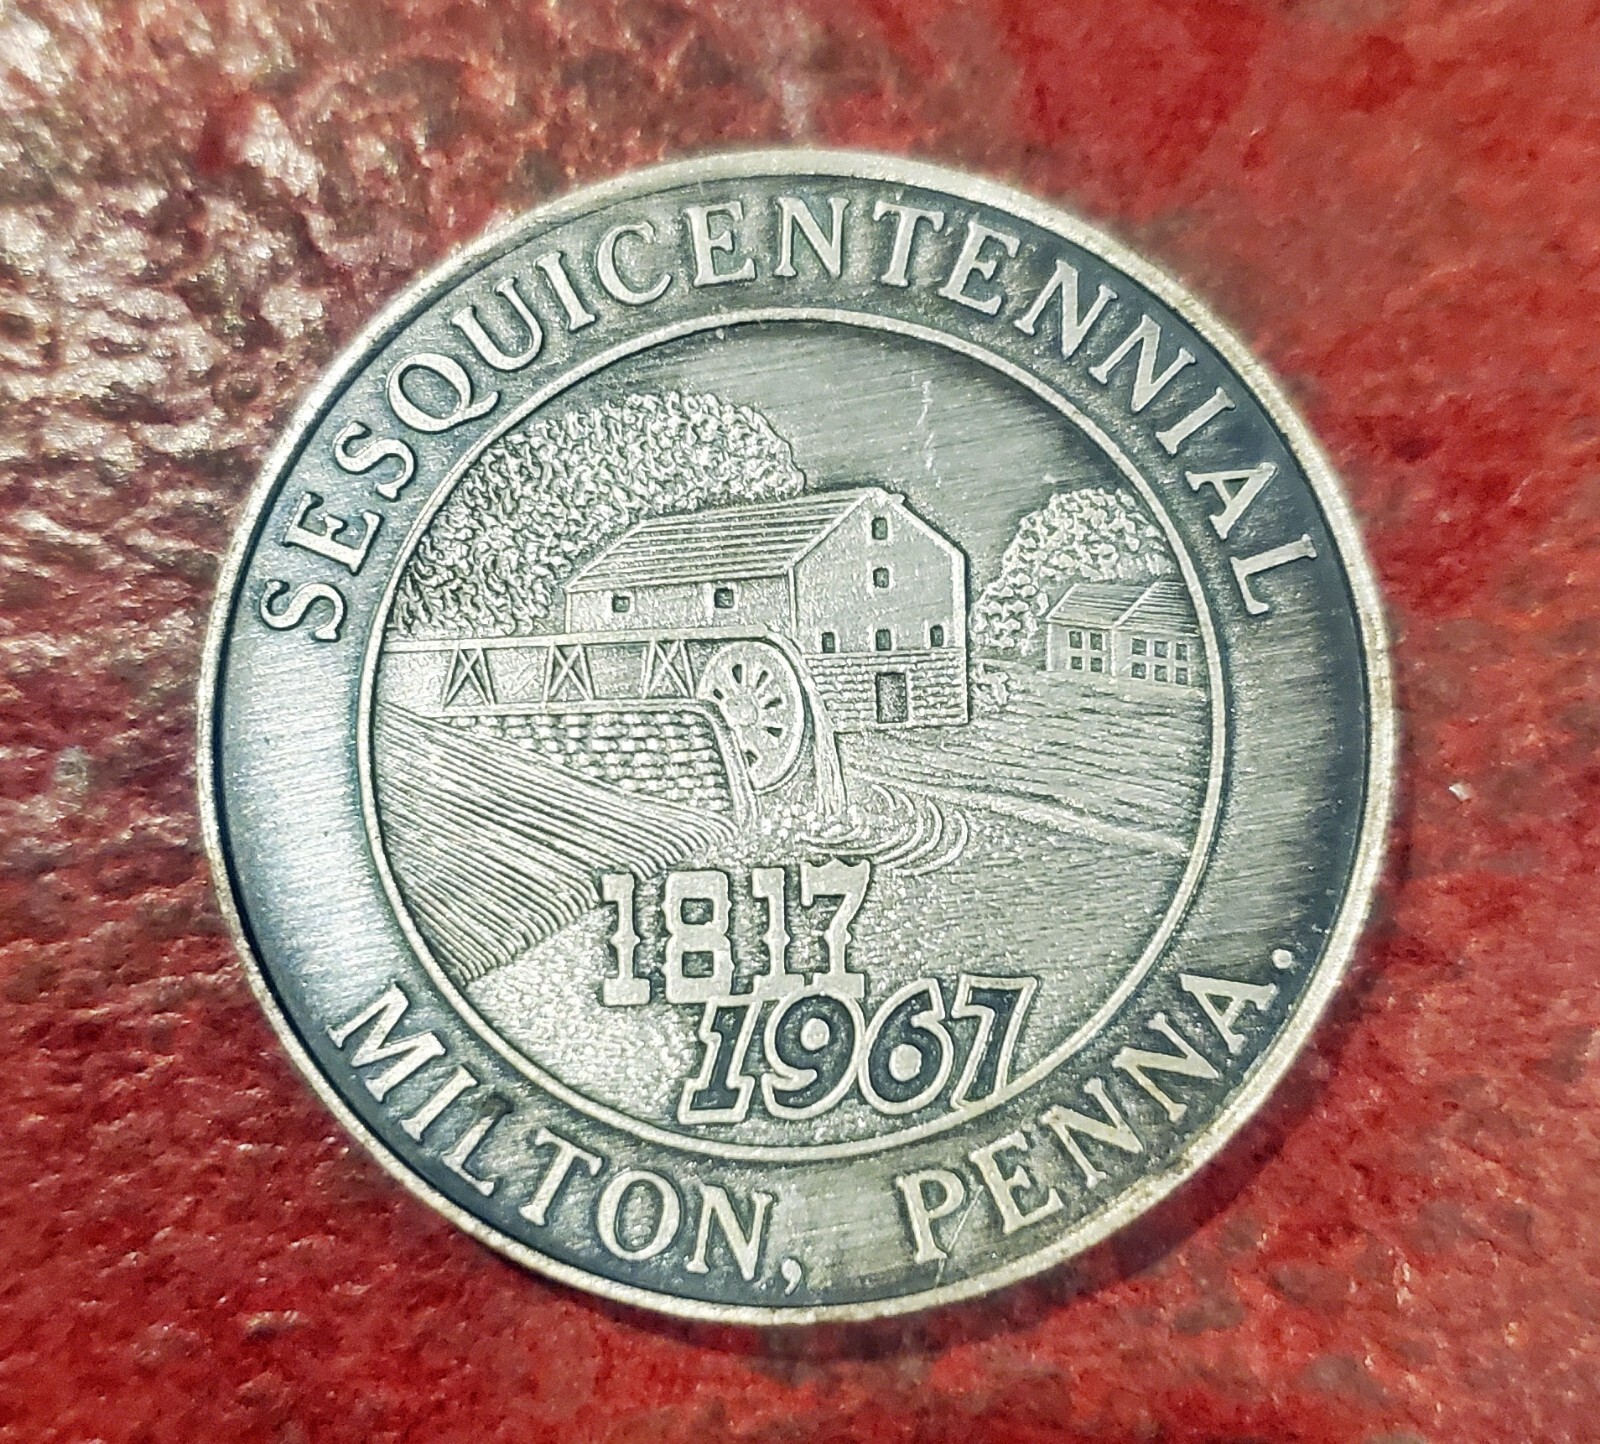 SESQUICENTENNIAL
1817
1967
MILTON, PENNA.